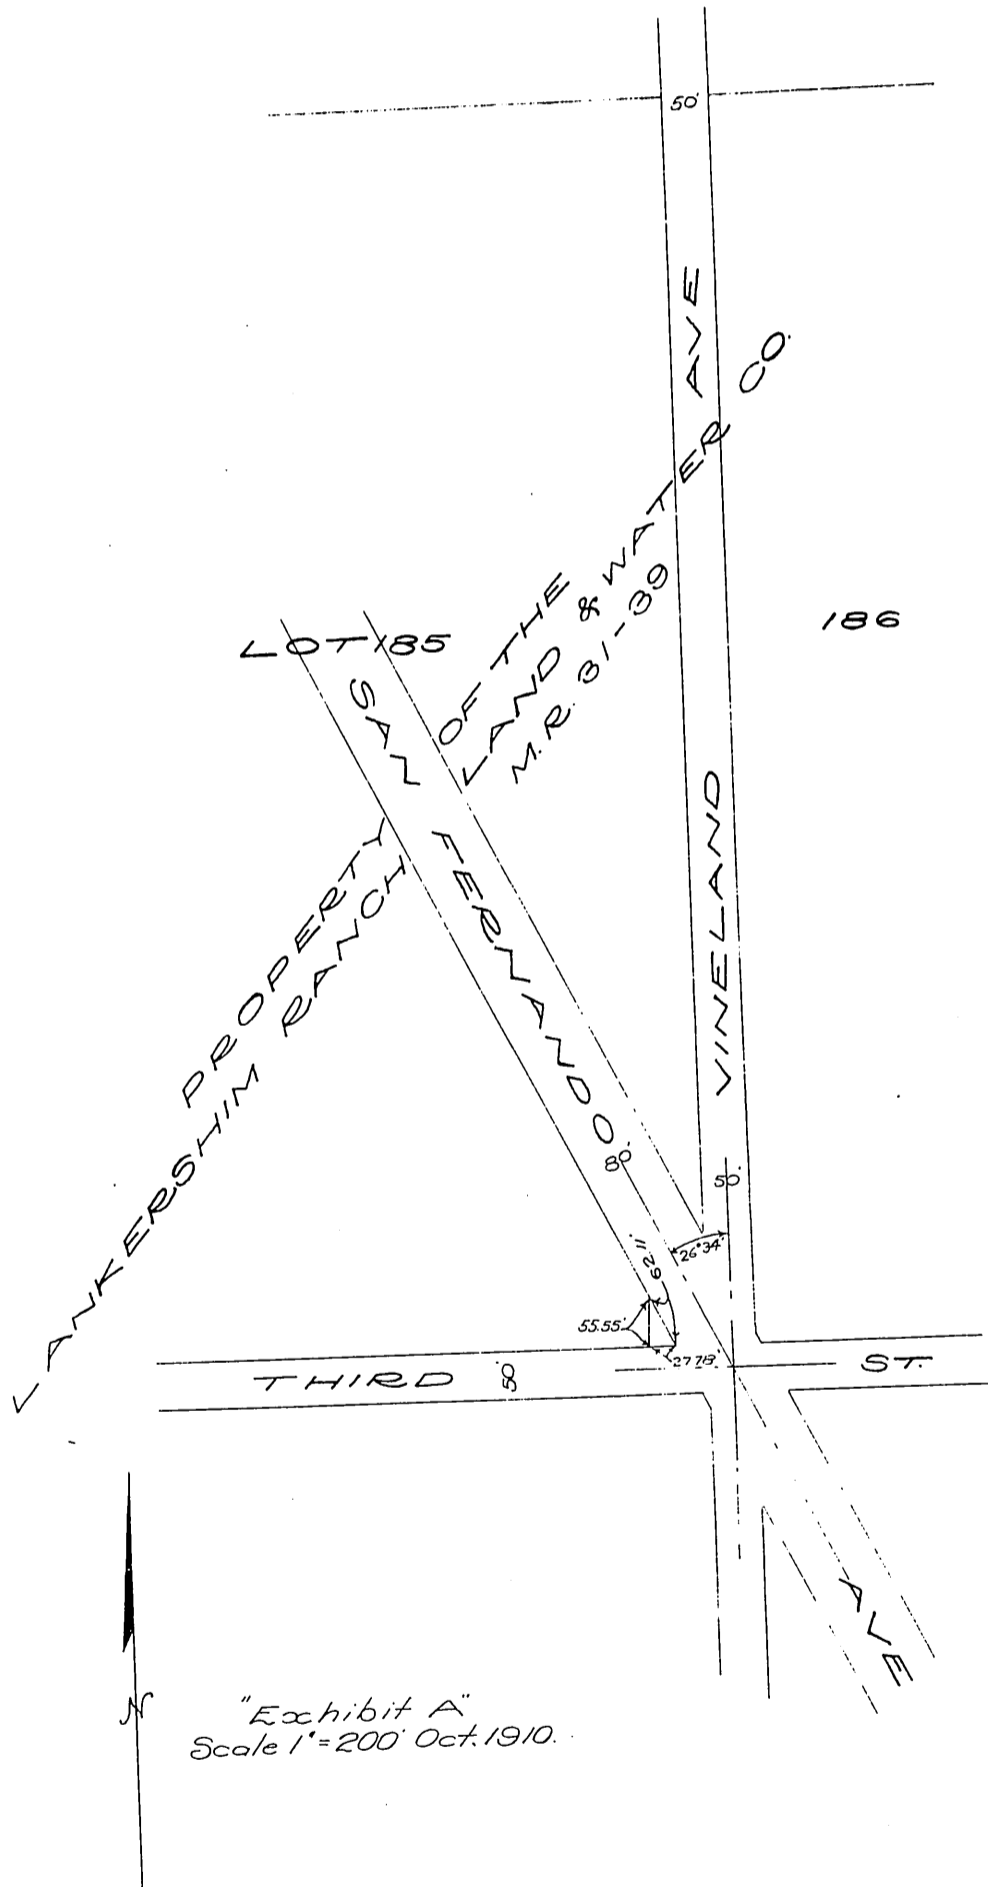 50'
VINELAND AVE
PROPERTY OF THE
LANKERSHIM RANCH LAND & WATER CO.
M.R. 31-39
LOT 185
186
SAN FERNANDO
80'
50'
26°34'
62.11'
55.55'
27.78'
THIRD
50'
ST.
AVE
N
"Exhibit A"
Scale 1"=200' Oct. 1910.